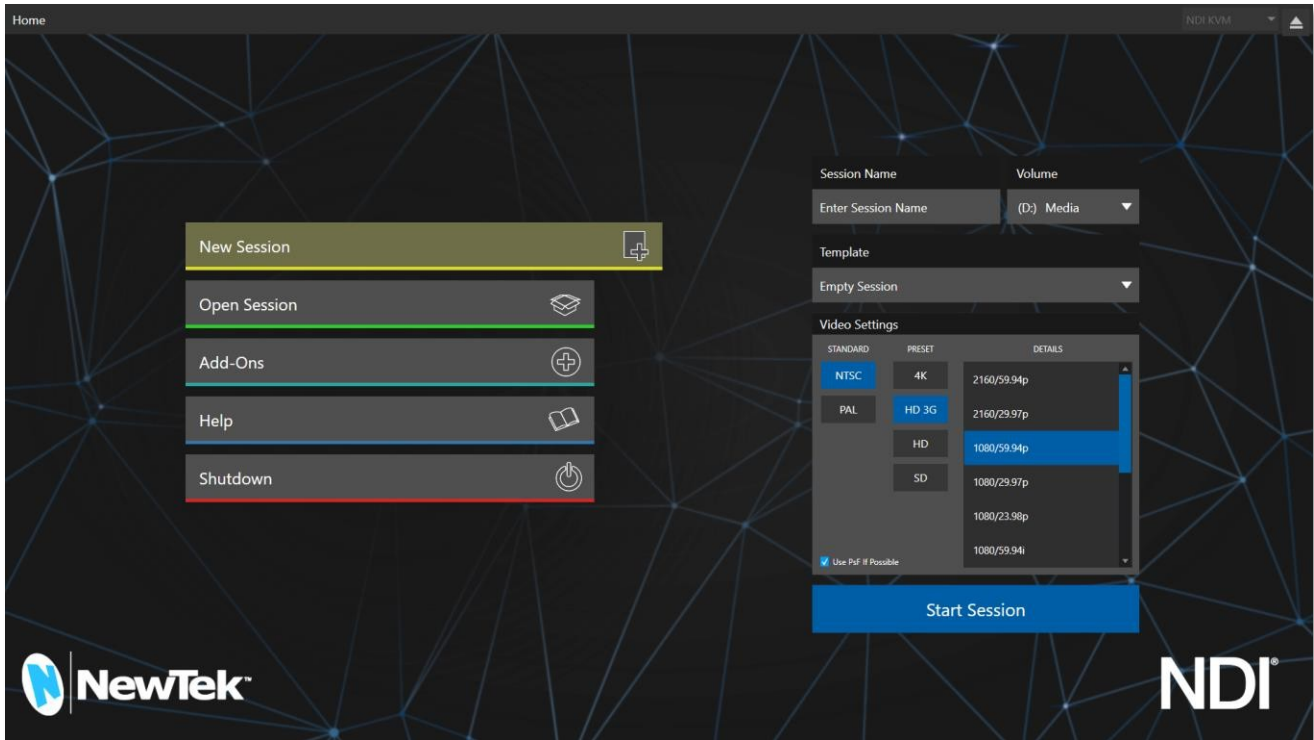 Home
NDI KVM
New Session
Open Session
Add-Ons
Help
Shutdown
Session Name
Volume
Enter Session Name
(D:) Media
Template
Empty Session
Video Settings
STANDARD
PRESET
DETAILS
NTSC
PAL
4K
HD 3G
HD
SD
2160/59.94p
2160/29.97p
1080/59.94p
1080/29.97p
1080/23.98p
1080/59.94i
Use PsF If Possible
Start Session
NewTek™
NDI®